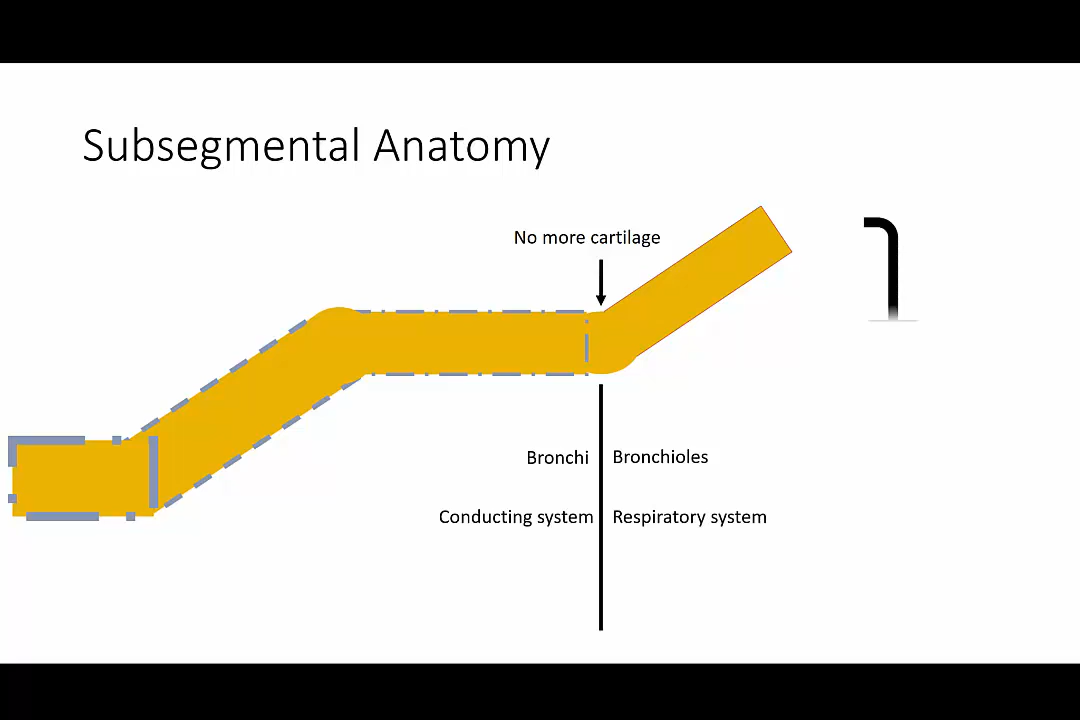 Subsegmental Anatomy
No more cartilage
Bronchi
Bronchioles
Conducting system
Respiratory system